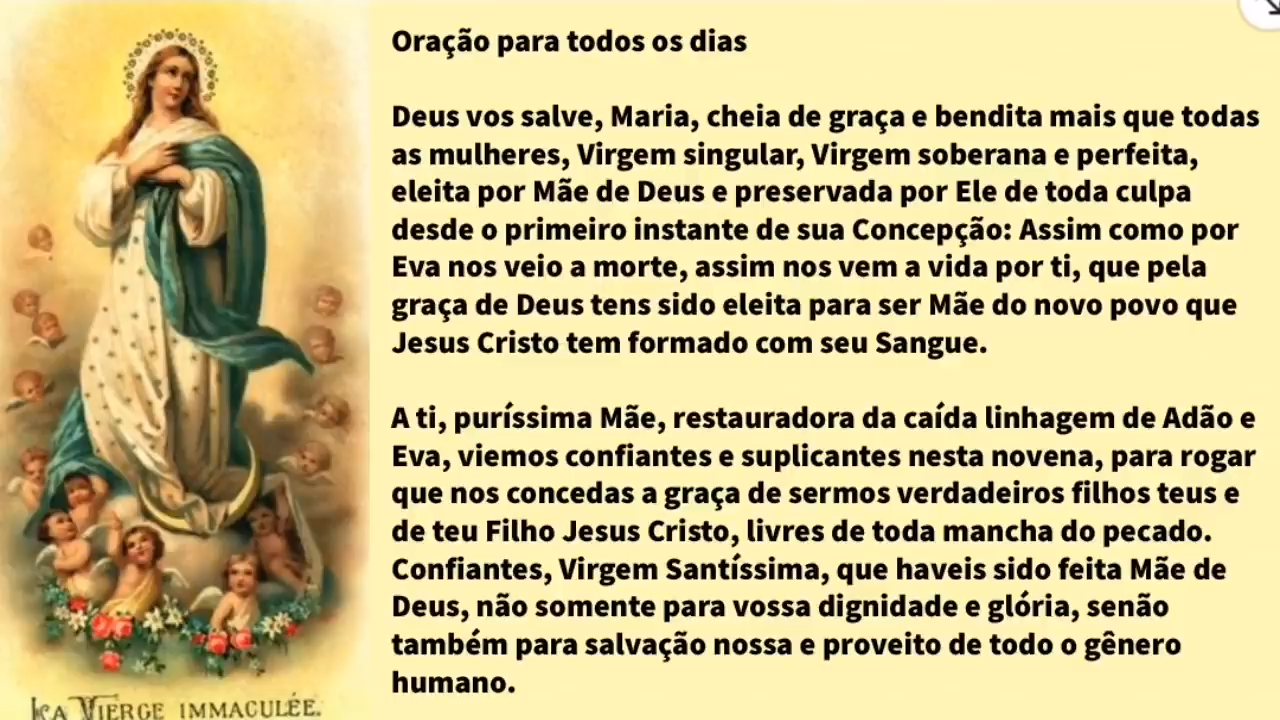 Oração para todos os dias
Deus vos salve, Maria, cheia de graça e bendita mais que todas
as mulheres, Virgem singular, Virgem soberana e perfeita,
eleita por Mãe de Deus e preservada por Ele de toda culpa
desde o primeiro instante de sua Concepção: Assim como por
Eva nos veio a morte, assim nos vem a vida por ti, que pela
graça de Deus tens sido eleita para ser Mãe do novo povo que
Jesus Cristo tem formado com seu Sangue.
A ti, puríssima Mãe, restauradora da caída linhagem de Adão e
Eva, viemos confiantes e suplicantes nesta novena, para rogar
que nos concedas a graça de sermos verdadeiros filhos teus e
de teu Filho Jesus Cristo, livres de toda mancha do pecado.
Confiantes, Virgem Santíssima, que haveis sido feita Mãe de
Deus, não somente para vossa dignidade e glória, senão
também para salvação nossa e proveito de todo o gênero
humano.
LA VIERGE IMMACULÉE.